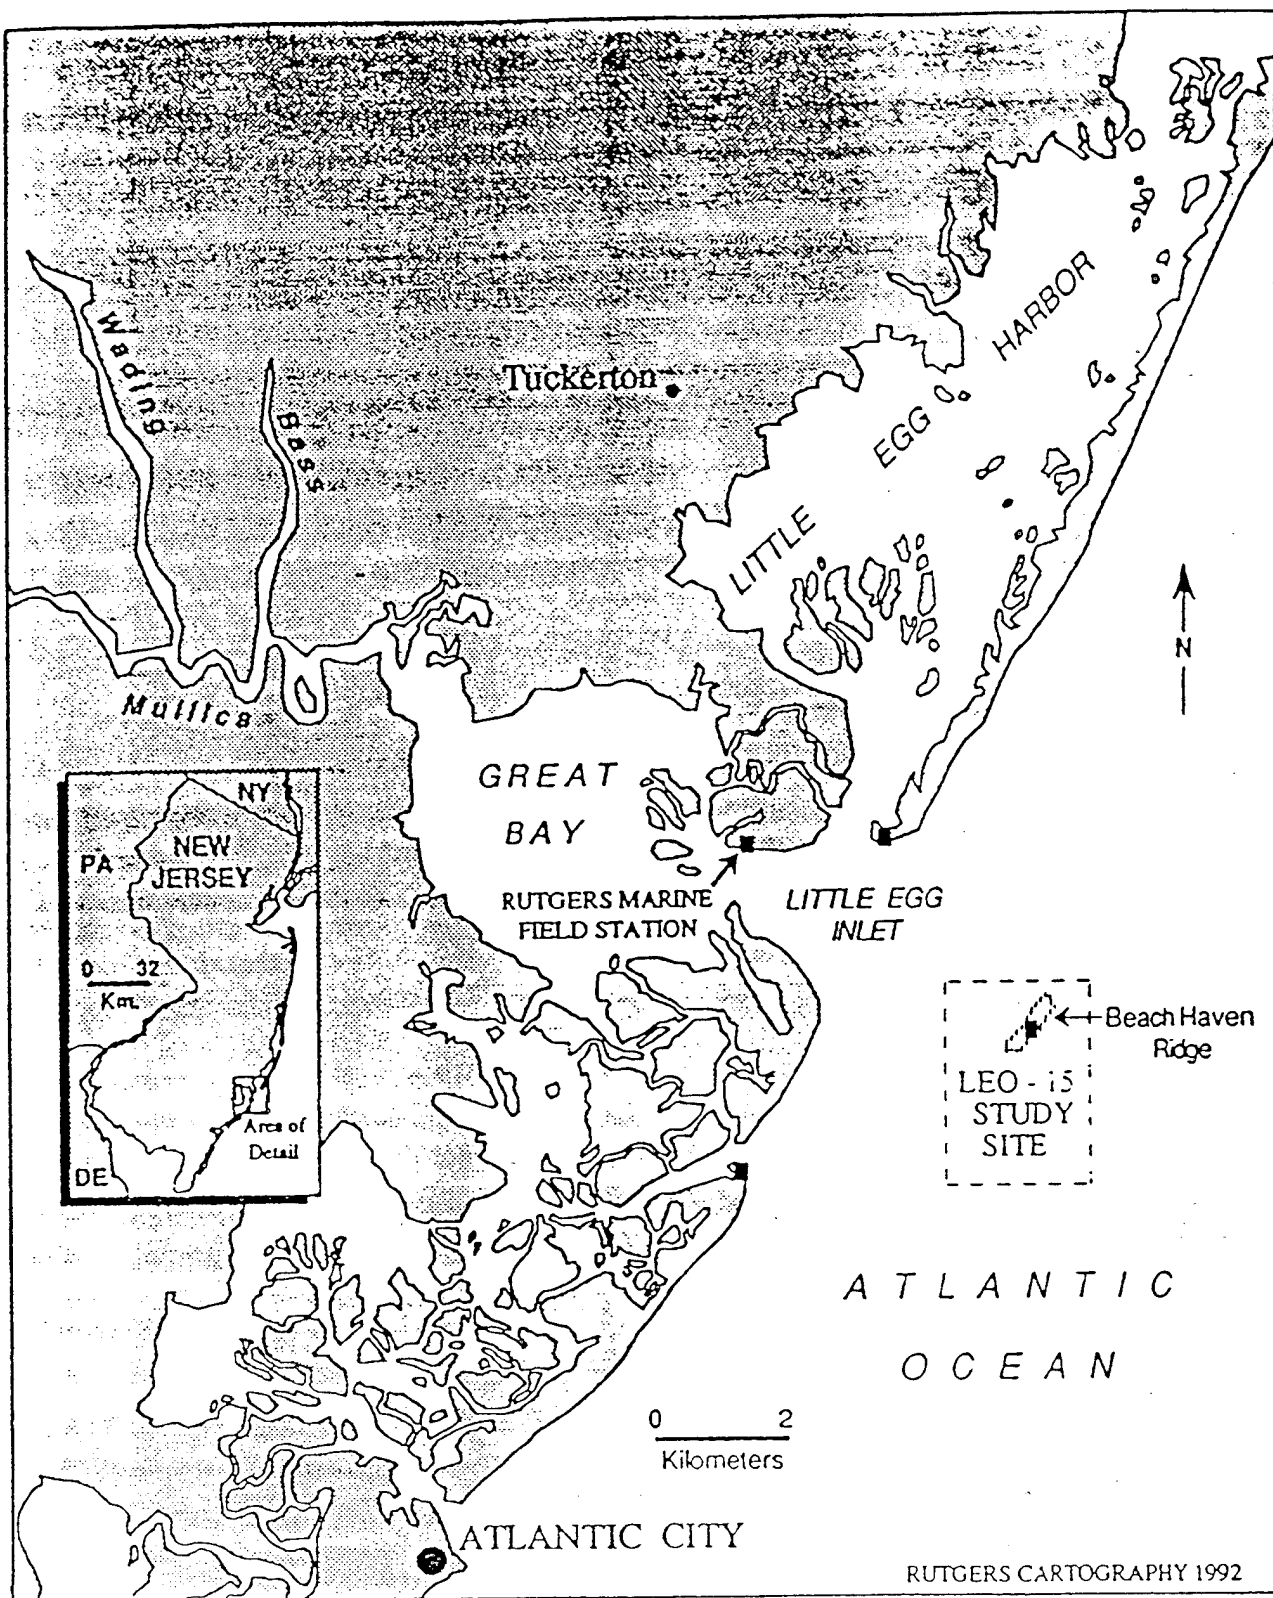 HARBOR
EGG
LITTLE
Wading
Bass
Tuckerton
N
Mullica
GREAT
BAY
NY
PA
NEW
JERSEY
0 32
Km.
Area of
Detail
DE
RUTGERS MARINE
FIELD STATION
LITTLE EGG
INLET
Beach Haven
Ridge
LEO - 15
STUDY
SITE
ATLANTIC
OCEAN
0 2
Kilometers
ATLANTIC CITY
RUTGERS CARTOGRAPHY 1992